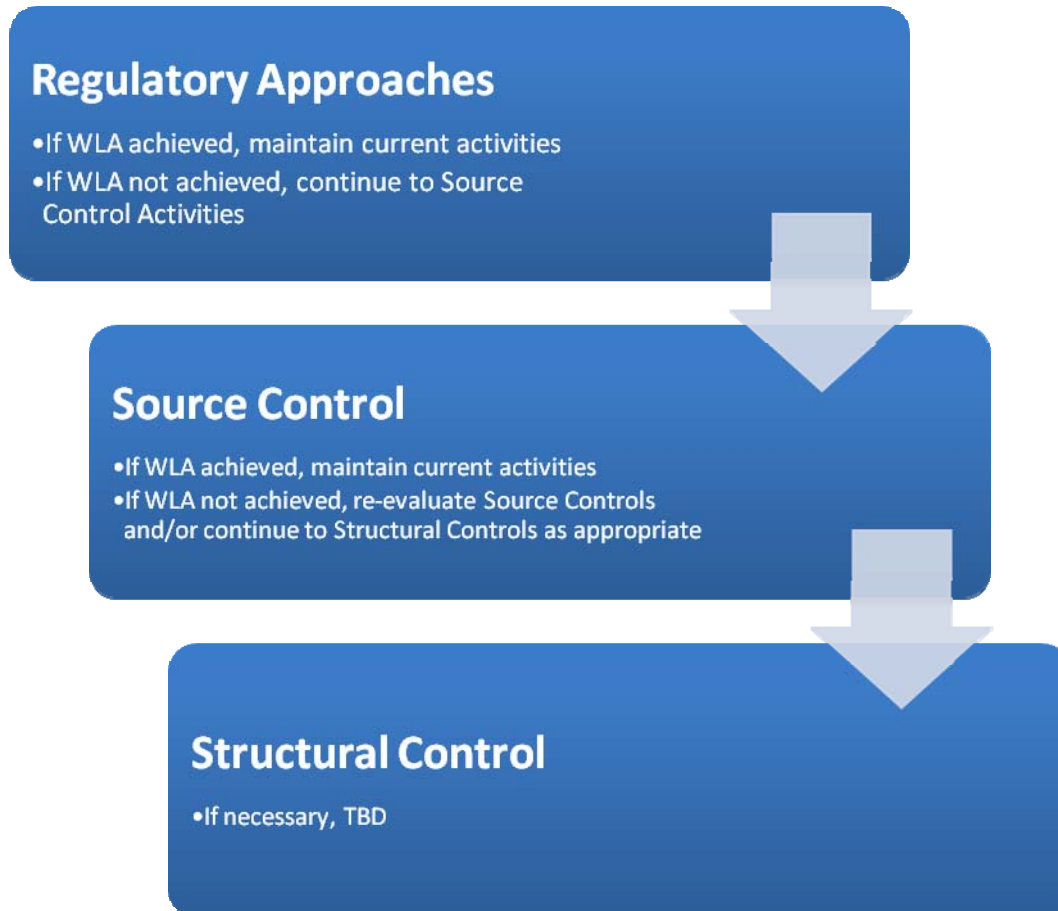 Regulatory Approaches
•If WLA achieved, maintain current activities
•If WLA not achieved, continue to Source
Control Activities
Source Control
•If WLA achieved, maintain current activities
•If WLA not achieved, re-evaluate Source Controls
and/or continue to Structural Controls as appropriate
Structural Control
•If necessary, TBD